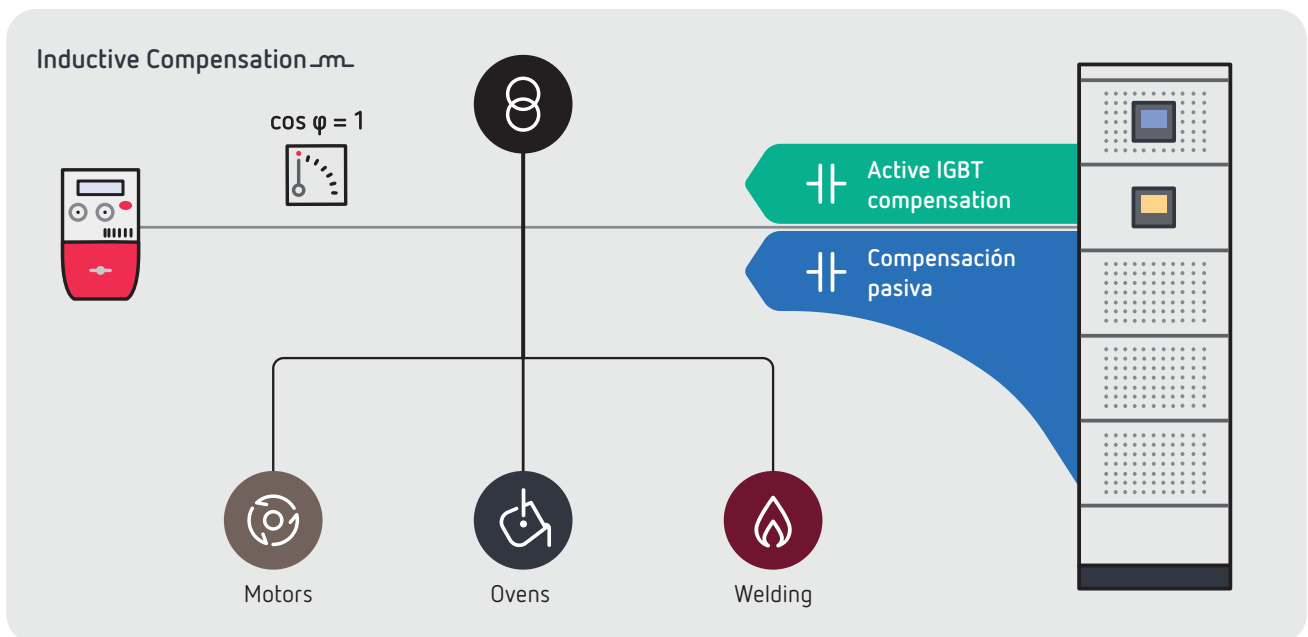 Inductive Compensation
cos φ = 1
Active IGBT
compensation
Compensación
pasiva
Motors
Ovens
Welding